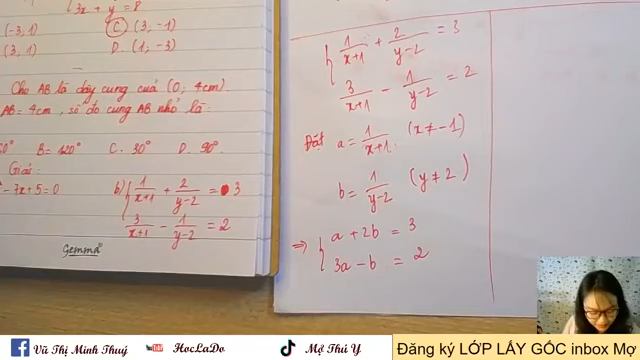 3x + y = 8
(-3; 1)
C) (3; -1)
(3; 1)
D. (1; -3)
Cho AB là dây cung của (O; 4cm).
AB = 4cm, số đo cung AB nhỏ là:
B = 120°
C. 30°
D. 90°
Giải:
- 7x + 5 = 0
b) { 1/(x+1) + 2/(y-2) = 3
3/(x+1) - 1/(y-2) = 2
Gemma
{ 1/(x+1) + 2/(y-2) = 3
3/(x+1) - 1/(y-2) = 2
Đặt a = 1/(x+1) (x ≠ -1)
b = 1/(y-2) (y ≠ 2)
=> { a + 2b = 3
3a - b = 2
Vũ Thị Minh Thuý
HocLaDo
Mợ Thú Y
Đăng ký LỚP LẤY GỐC inbox Mợ